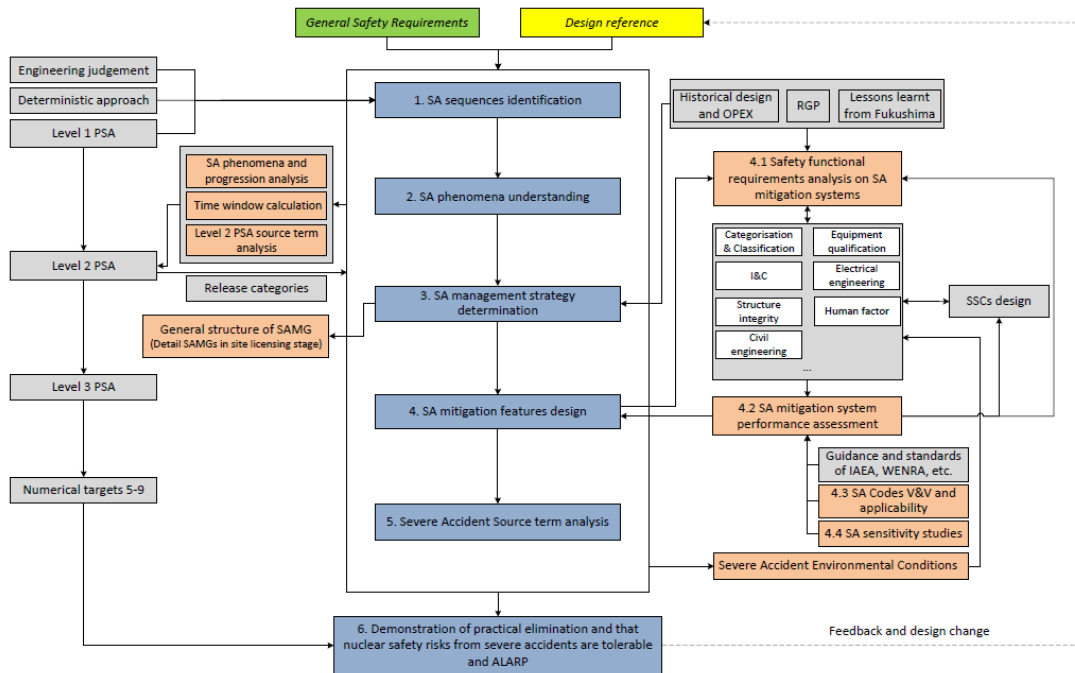 General Safety Requirements
Design reference
Engineering judgement
Deterministic approach
Level 1 PSA
1. SA sequences identification
Historical design
and OPEX
RGP
Lessons learnt
from Fukushima
SA phenomena and
progression analysis
Time window calculation
Level 2 PSA source term
analysis
2. SA phenomena understanding
4.1 Safety functional
requirements analysis on SA
mitigation systems
Categorisation
& Classification
Equipment
qualification
I&C
Electrical
engineering
Structure
integrity
Human factor
Civil
engineering
...
SSCs design
Level 2 PSA
Release categories
3. SA management strategy
determination
General structure of SAMG
(Detail SAMGs in site licensing stage)
Level 3 PSA
4. SA mitigation features design
4.2 SA mitigation system
performance assessment
Guidance and standards
of IAEA, WENRA, etc.
4.3 SA Codes V&V and
applicability
4.4 SA sensitivity studies
Numerical targets 5-9
5. Severe Accident Source term analysis
Severe Accident Environmental Conditions
6. Demonstration of practical elimination and that
nuclear safety risks from severe accidents are tolerable
and ALARP
Feedback and design change